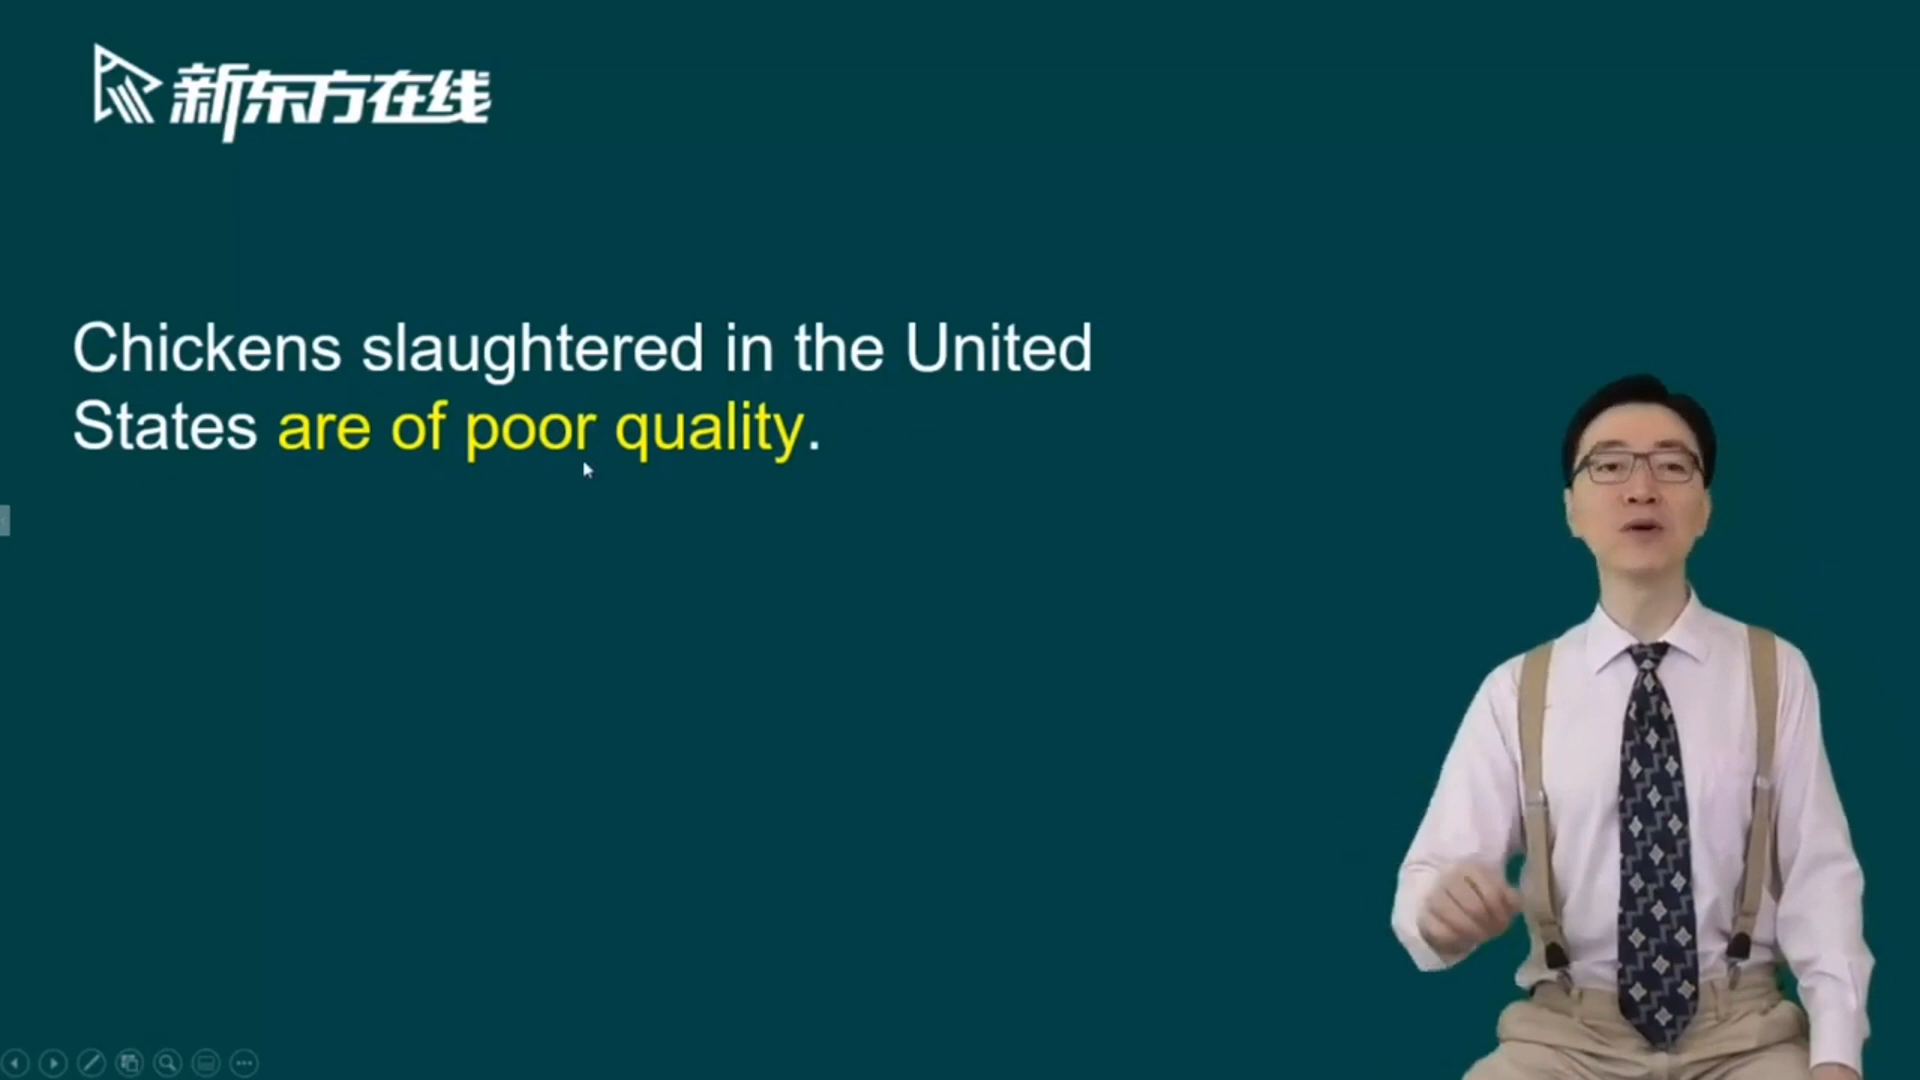 新东方在线
Chickens slaughtered in the United
States are of poor quality.